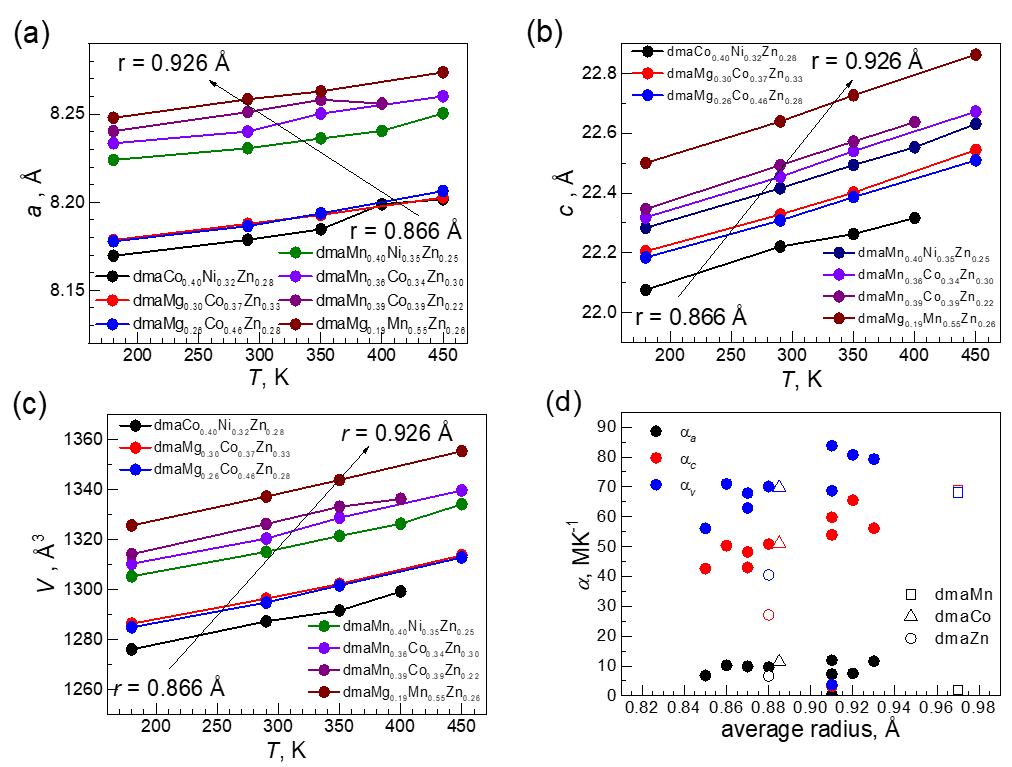 (a)
r = 0.926 Å
8.25
8.20
8.15
a, Å
r = 0.866 Å
dmaCo0.40Ni0.32Zn0.28
dmaMg0.30Co0.37Zn0.33
dmaMg0.26Co0.46Zn0.28
dmaMn0.40Ni0.35Zn0.25
dmaMn0.36Co0.34Zn0.30
dmaMn0.39Co0.39Zn0.22
dmaMg0.19Mn0.55Zn0.26
200 250 300 350 400 450
T, K
(b)
dmaCo0.40Ni0.32Zn0.28
dmaMg0.30Co0.37Zn0.33
dmaMg0.26Co0.46Zn0.28
r = 0.926 Å
22.8
22.6
22.4
22.2
22.0
c, Å
r = 0.866 Å
dmaMn0.40Ni0.35Zn0.25
dmaMn0.36Co0.34Zn0.30
dmaMn0.39Co0.39Zn0.22
dmaMg0.19Mn0.55Zn0.26
200 250 300 350 400 450
T, K
(c)
dmaCo0.40Ni0.32Zn0.28
dmaMg0.30Co0.37Zn0.33
dmaMg0.26Co0.46Zn0.28
r = 0.926 Å
1360
1340
1320
1300
1280
1260
V, Å3
r = 0.866 Å
dmaMn0.40Ni0.35Zn0.25
dmaMn0.36Co0.34Zn0.30
dmaMn0.39Co0.39Zn0.22
dmaMg0.19Mn0.55Zn0.26
200 250 300 350 400 450
T, K
(d)
90
80
70
60
50
40
30
20
10
0
α, MK-1
αa
αc
αv
dmaMn
dmaCo
dmaZn
0.82 0.84 0.86 0.88 0.90 0.92 0.94 0.96 0.98
average radius, Å